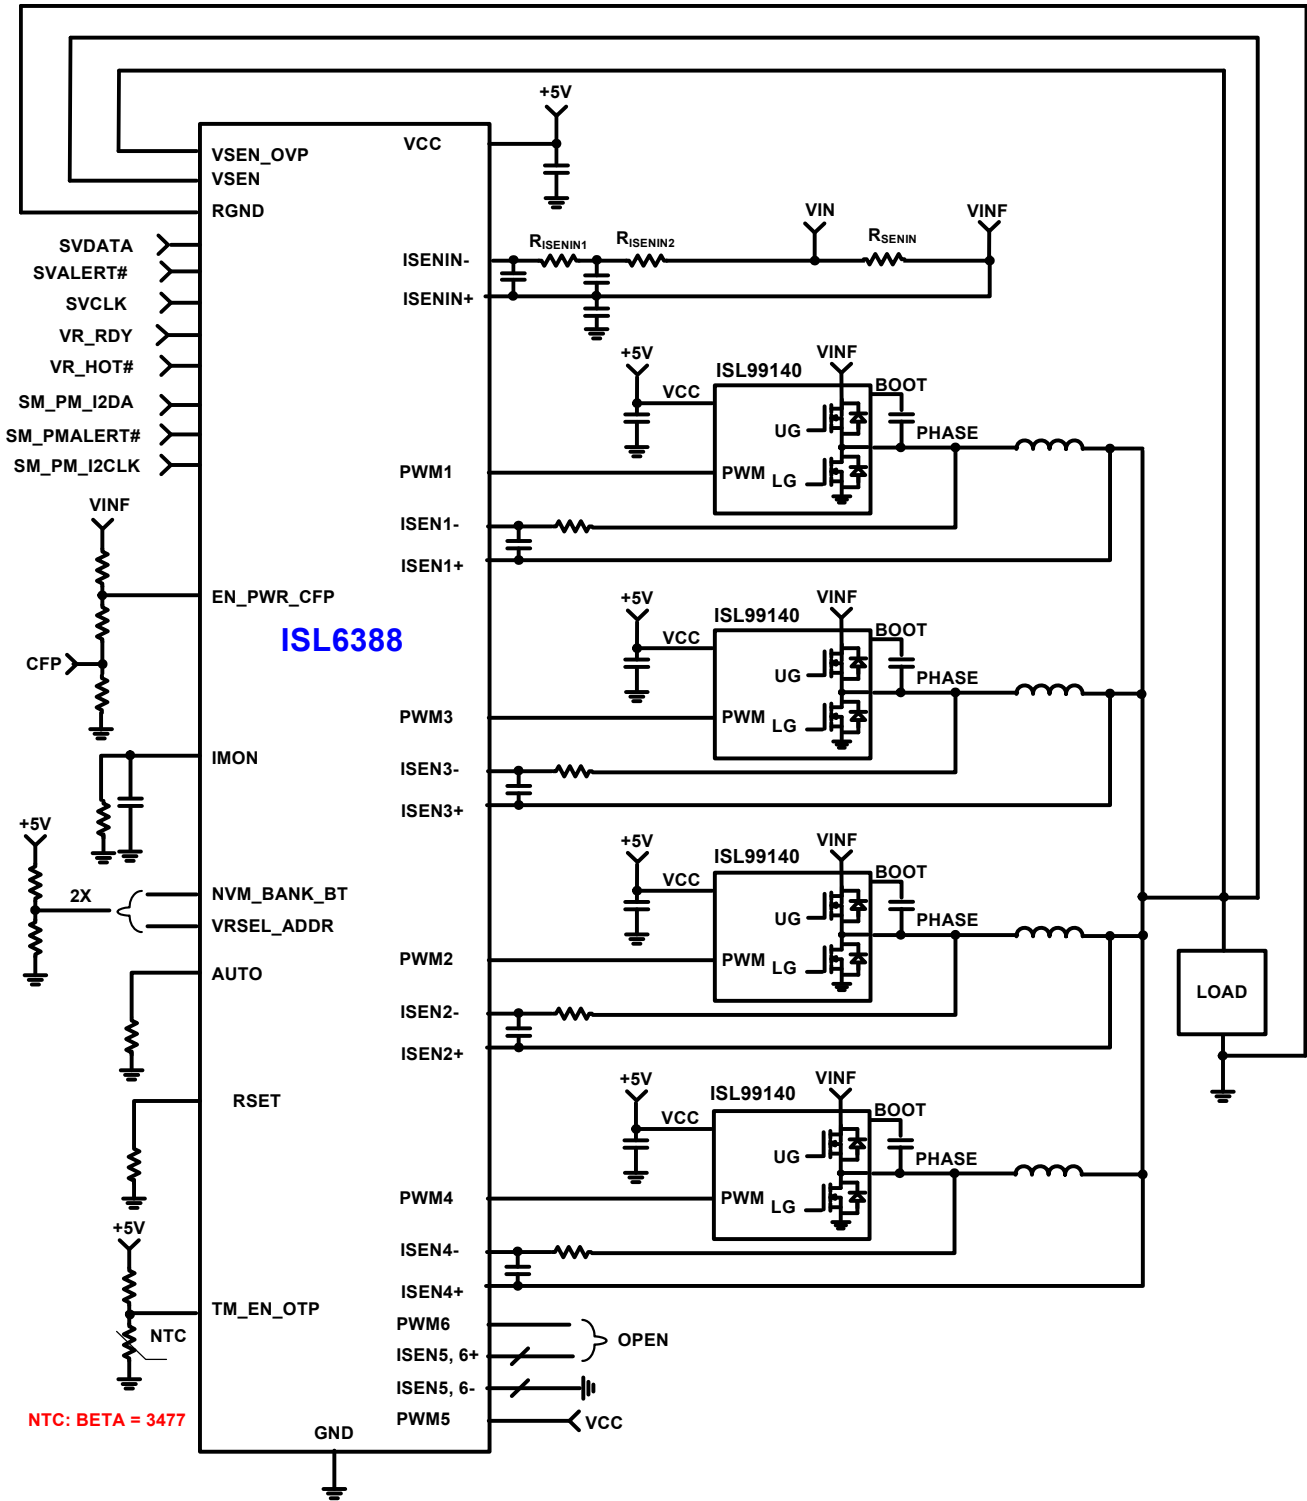 +5V
VCC
VSEN_OVP
VSEN
RGND
SVDATA
SVALERT#
SVCLK
VR_RDY
VR_HOT#
SM_PM_I2DA
SM_PMALERT#
SM_PM_I2CLK
VIN
VINF
RISENIN1
RISENIN2
RSENIN
ISENIN-
ISENIN+
+5V
ISL99140
VINF
VCC
BOOT
UG
PHASE
PWM1
PWM
LG
ISEN1-
ISEN1+
VINF
EN_PWR_CFP
ISL6388
CFP
+5V
ISL99140
VINF
VCC
BOOT
UG
PHASE
PWM3
PWM
LG
IMON
ISEN3-
ISEN3+
+5V
2X
NVM_BANK_BT
VRSEL_ADDR
AUTO
+5V
ISL99140
VINF
VCC
BOOT
UG
PHASE
PWM2
PWM
LG
LOAD
ISEN2-
ISEN2+
RSET
+5V
ISL99140
VINF
VCC
BOOT
UG
PHASE
PWM4
PWM
LG
+5V
ISEN4-
ISEN4+
TM_EN_OTP
NTC
PWM6
OPEN
ISEN5, 6+
ISEN5, 6-
NTC: BETA = 3477
PWM5
VCC
GND